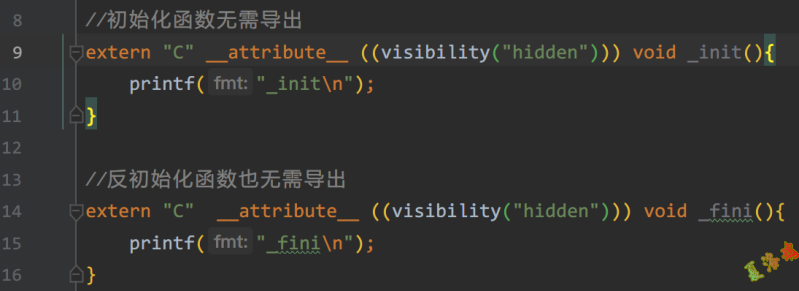 8 //初始化函数无需导出
9 extern "C" __attribute__ ((visibility("hidden"))) void _init(){
10 printf( fmt: "_init\n");
11 }
12
13 //反初始化函数也无需导出
14 extern "C"  __attribute__ ((visibility("hidden"))) void _fini(){
15 printf( fmt: "_fini\n");
16 }